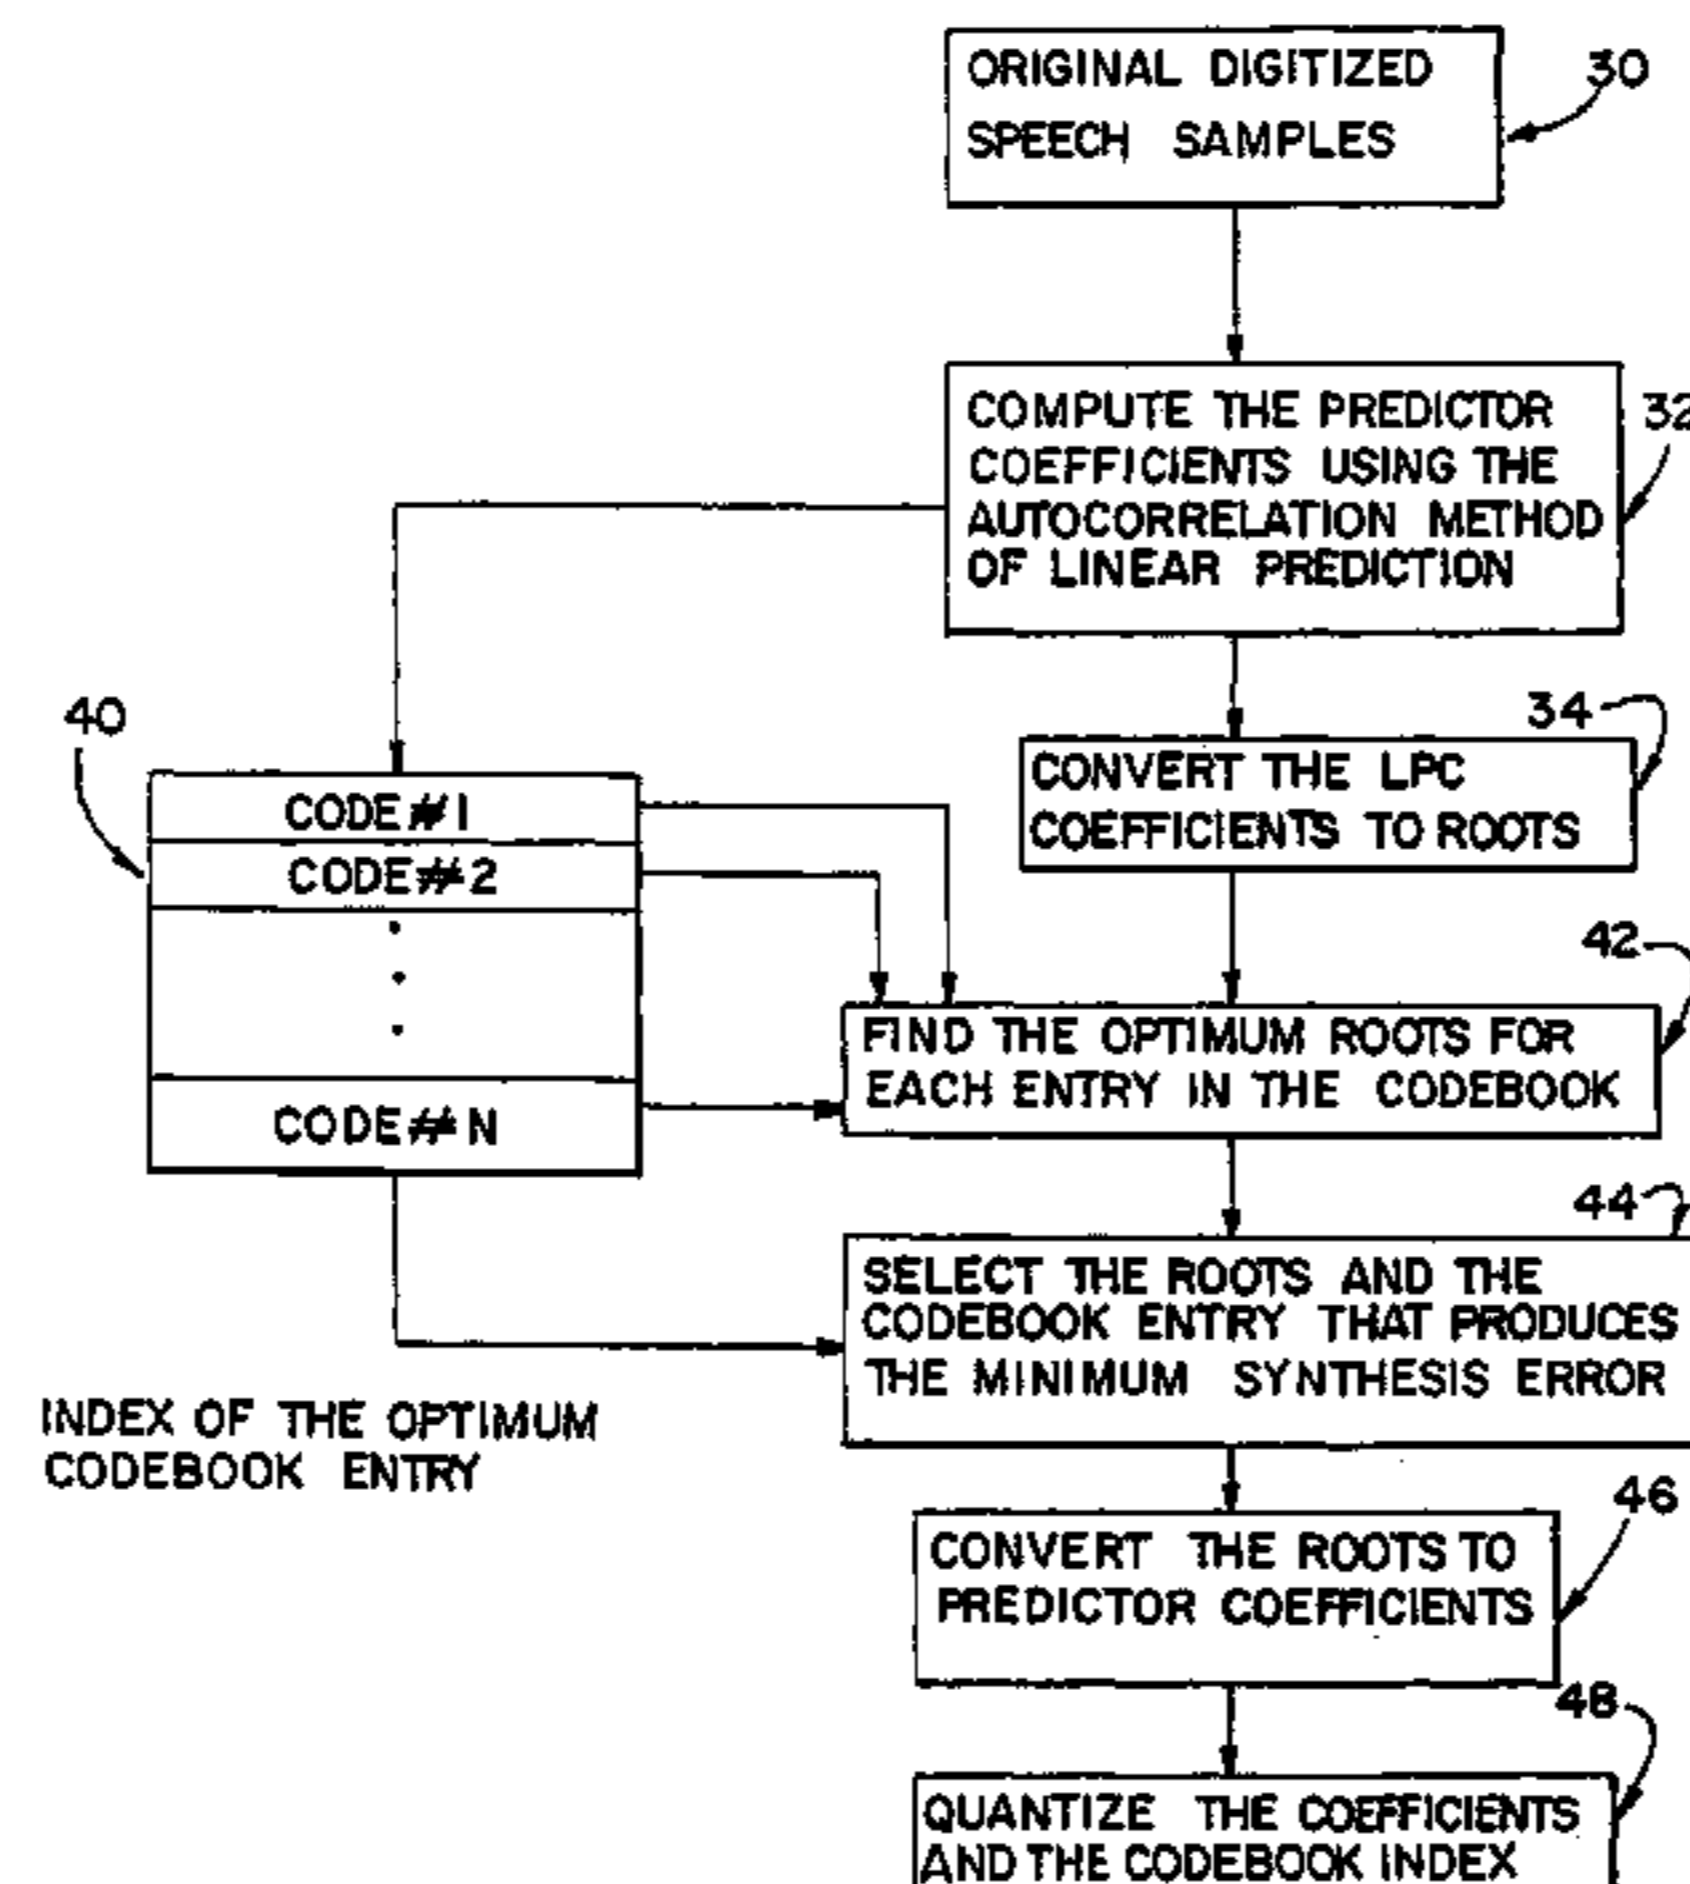 ORIGINAL DIGITIZED
SPEECH SAMPLES
30
COMPUTE THE PREDICTOR
COEFFICIENTS USING THE
AUTOCORRELATION METHOD
OF LINEAR PREDICTION
32
34
CONVERT THE LPC
COEFFICIENTS TO ROOTS
40
CODE#1
CODE#2
CODE#N
42
FIND THE OPTIMUM ROOTS FOR
EACH ENTRY IN THE CODEBOOK
44
SELECT THE ROOTS AND THE
CODEBOOK ENTRY THAT PRODUCES
THE MINIMUM SYNTHESIS ERROR
INDEX OF THE OPTIMUM
CODEBOOK ENTRY
46
CONVERT THE ROOTS TO
PREDICTOR COEFFICIENTS
48
QUANTIZE THE COEFFICIENTS
AND THE CODEBOOK INDEX